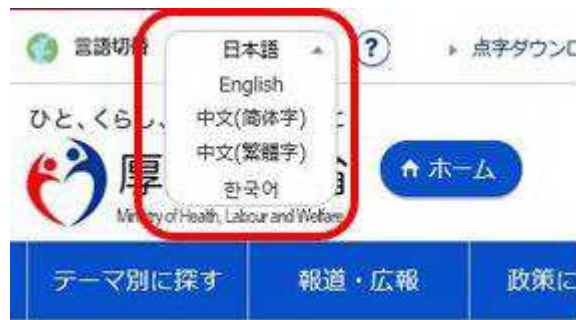 言語切替 日本語 ▲ ? ▸ 点字ダウンロ
English
ひと、くらし、 中文(简体字)
中文(繁體字)
厚 ホーム
한국어
Ministry of Health, Labour and Welfare
テーマ別に探す 報道・広報 政策に